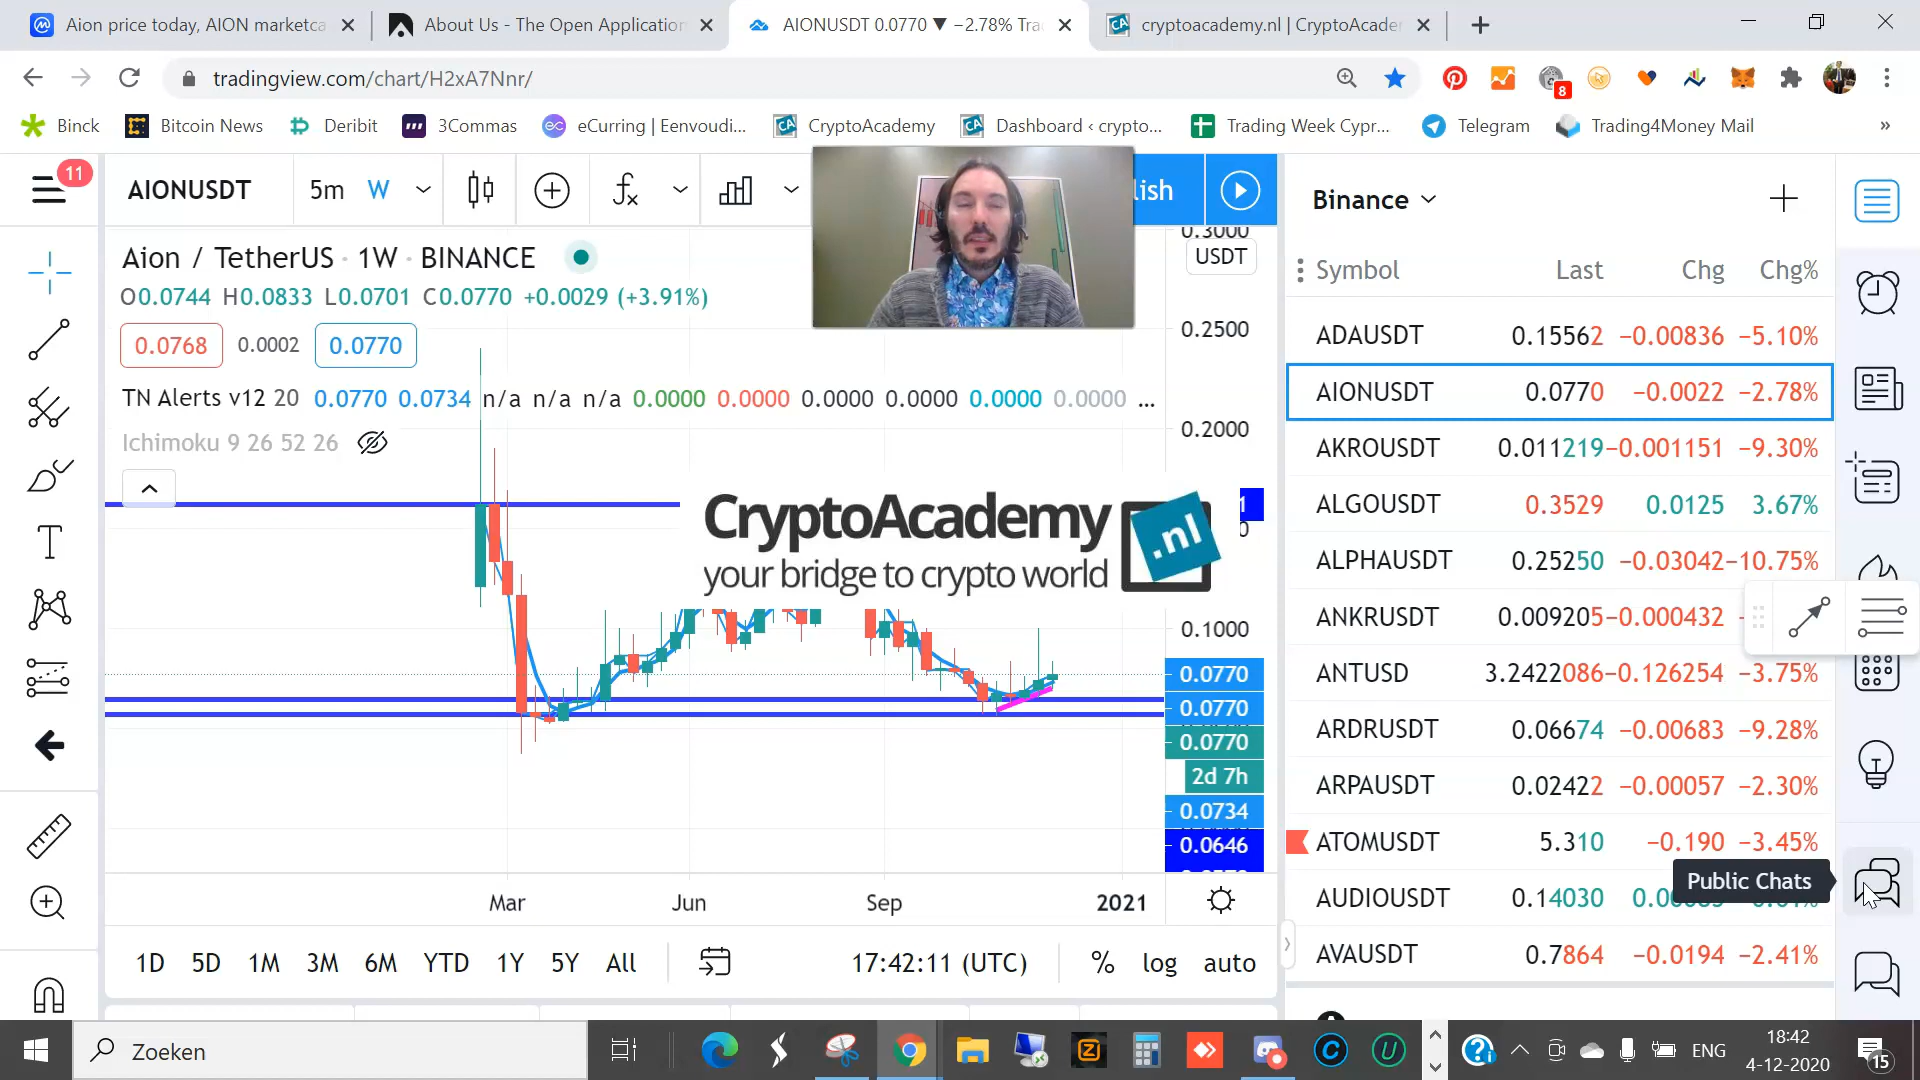 Aion price today, AION marketca
About Us - The Open Application
AIONUSDT 0.0770 ▼ −2.78% Tra
cryptoacademy.nl | CryptoAcader
tradingview.com/chart/H2xA7Nnr/
8
Binck
Bitcoin News
Deribit
3Commas
eCurring | Eenvoudi...
CryptoAcademy
Dashboard ‹ crypto...
Trading Week Cypr...
Telegram
Trading4Money Mail
»
11
AIONUSDT
5m W
lish
Aion / TetherUS · 1W · BINANCE
O0.0744 H0.0833 L0.0701 C0.0770 +0.0029 (+3.91%)
0.0768 0.0002 0.0770
TN Alerts v12 20 0.0770 0.0734 n/a n/a n/a 0.0000 0.0000 0.0000 0.0000 0.0000 0.0000 ...
Ichimoku 9 26 52 26
0.3000
USDT
0.2500
0.2000
CryptoAcademy .nl
your bridge to crypto world
0.1000
0.0770
0.0770
0.0770
2d 7h
0.0734
0.0646
Mar Jun Sep 2021
1D 5D 1M 3M 6M YTD 1Y 5Y All
17:42:11 (UTC)
% log auto
Binance
Symbol Last Chg Chg%
ADAUSDT 0.15562 −0.00836 −5.10%
AIONUSDT 0.0770 −0.0022 −2.78%
AKROUSDT 0.011219 −0.001151 −9.30%
ALGOUSDT 0.3529 0.0125 3.67%
ALPHAUSDT 0.25250 −0.03042 −10.75%
ANKRUSDT 0.009205 −0.000432
ANTUSD 3.2422086 −0.126254 −3.75%
ARDRUSDT 0.06674 −0.00683 −9.28%
ARPAUSDT 0.02422 −0.00057 −2.30%
ATOMUSDT 5.310 −0.190 −3.45%
Public Chats
AUDIOUSDT 0.14030
AVAUSDT 0.7864 −0.0194 −2.41%
Zoeken
ENG
18:42
4-12-2020
15